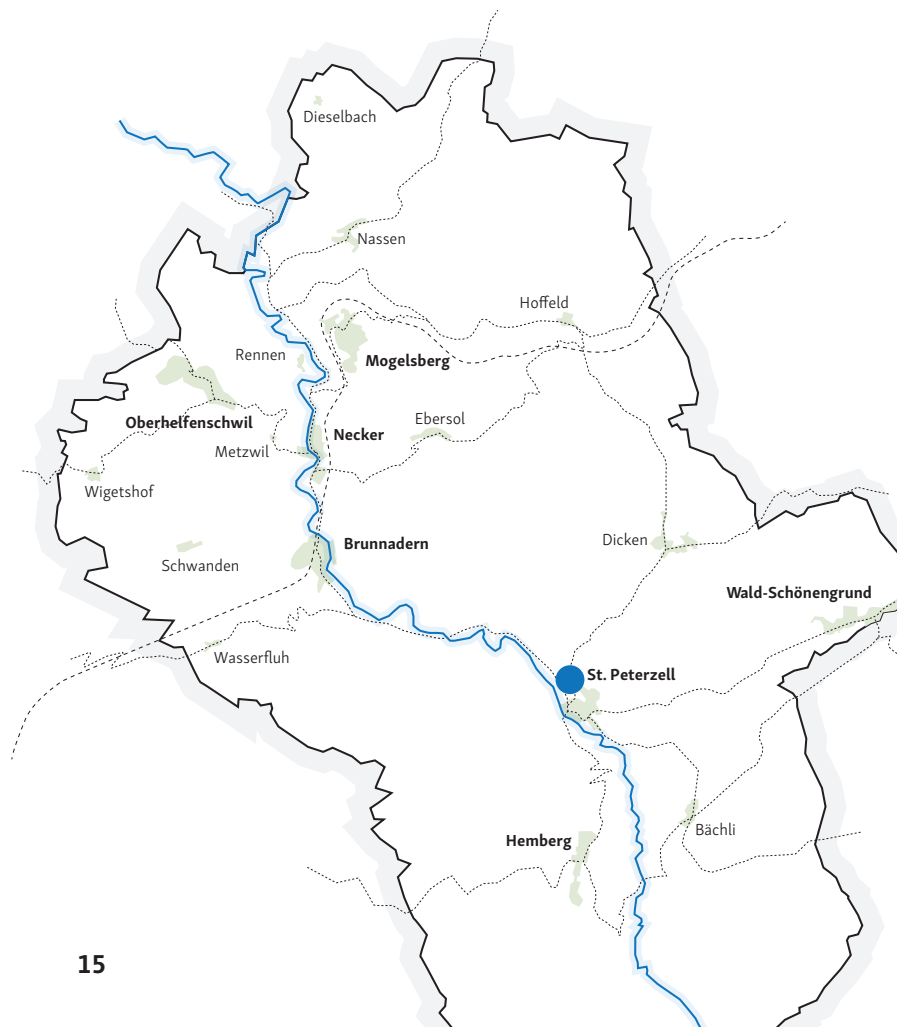 Dieselbach
Nassen
Hoffeld
Rennen
Mogelsberg
Oberhelfenschwil
Ebersol
Necker
Metzwil
Wigetshof
Brunnadern
Dicken
Schwanden
Wald-Schönengrund
Wasserfluh
St. Peterzell
Bächli
Hemberg
15